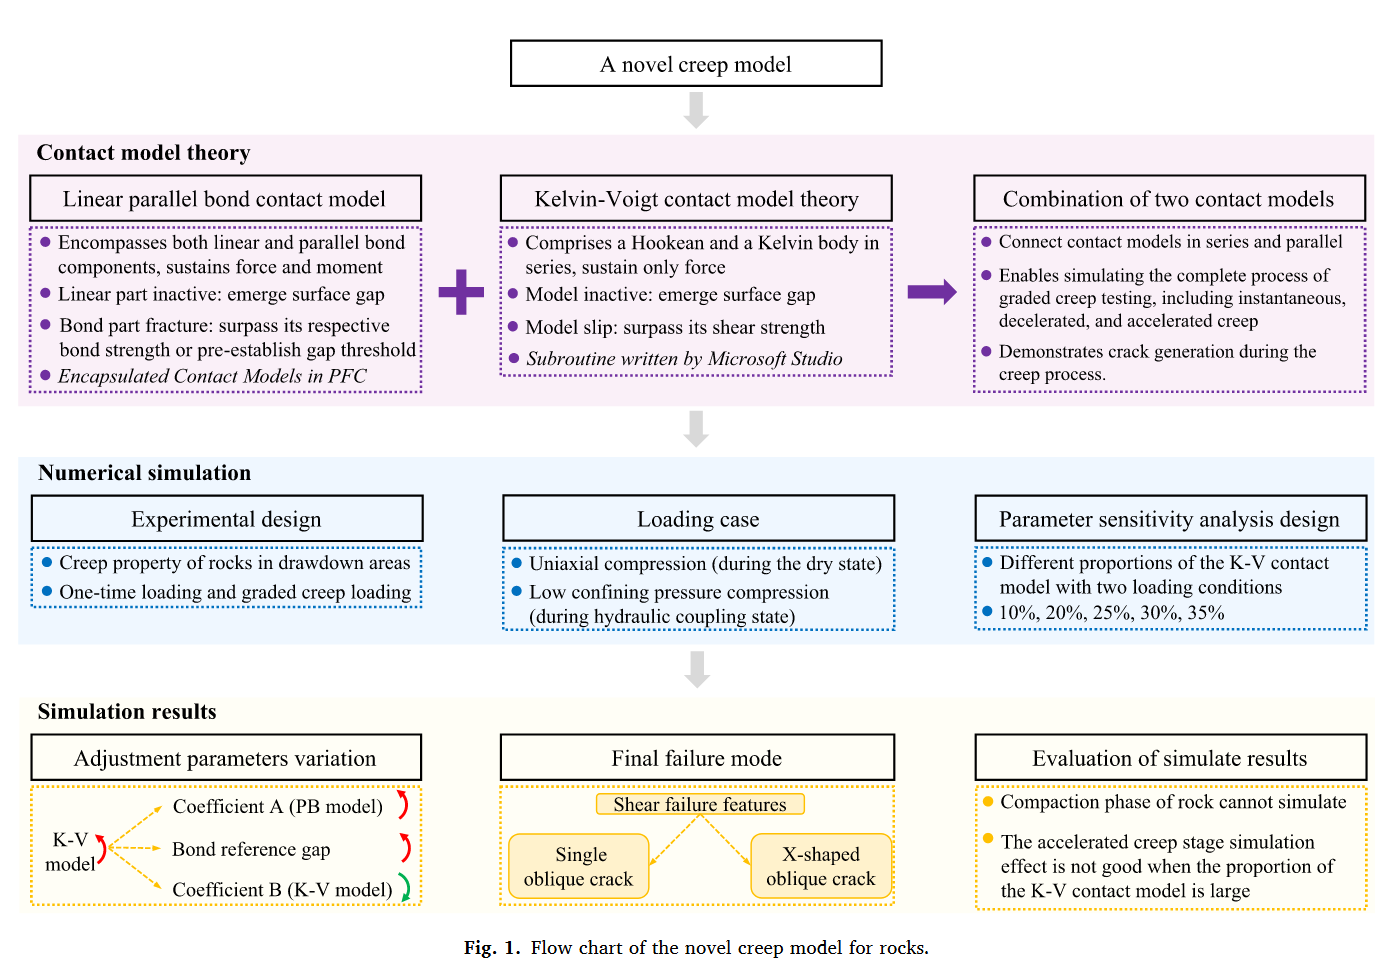 A novel creep model
Contact model theory
Linear parallel bond contact model
Encompasses both linear and parallel bond
components, sustains force and moment
Linear part inactive: emerge surface gap
Bond part fracture: surpass its respective
bond strength or pre-establish gap threshold
Encapsulated Contact Models in PFC
Kelvin-Voigt contact model theory
Comprises a Hookean and a Kelvin body in
series, sustain only force
Model inactive: emerge surface gap
Model slip: surpass its shear strength
Subroutine written by Microsoft Studio
Combination of two contact models
Connect contact models in series and parallel
Enables simulating the complete process of
graded creep testing, including instantaneous,
decelerated, and accelerated creep
Demonstrates crack generation during the
creep process.
Numerical simulation
Experimental design
Creep property of rocks in drawdown areas
One-time loading and graded creep loading
Loading case
Uniaxial compression (during the dry state)
Low confining pressure compression
(during hydraulic coupling state)
Parameter sensitivity analysis design
Different proportions of the K-V contact
model with two loading conditions
10%, 20%, 25%, 30%, 35%
Simulation results
Adjustment parameters variation
K-V
model
Coefficient A (PB model)
Bond reference gap
Coefficient B (K-V model)
Final failure mode
Shear failure features
Single
oblique crack
X-shaped
oblique crack
Evaluation of simulate results
Compaction phase of rock cannot simulate
The accelerated creep stage simulation
effect is not good when the proportion of
the K-V contact model is large
Fig. 1. Flow chart of the novel creep model for rocks.